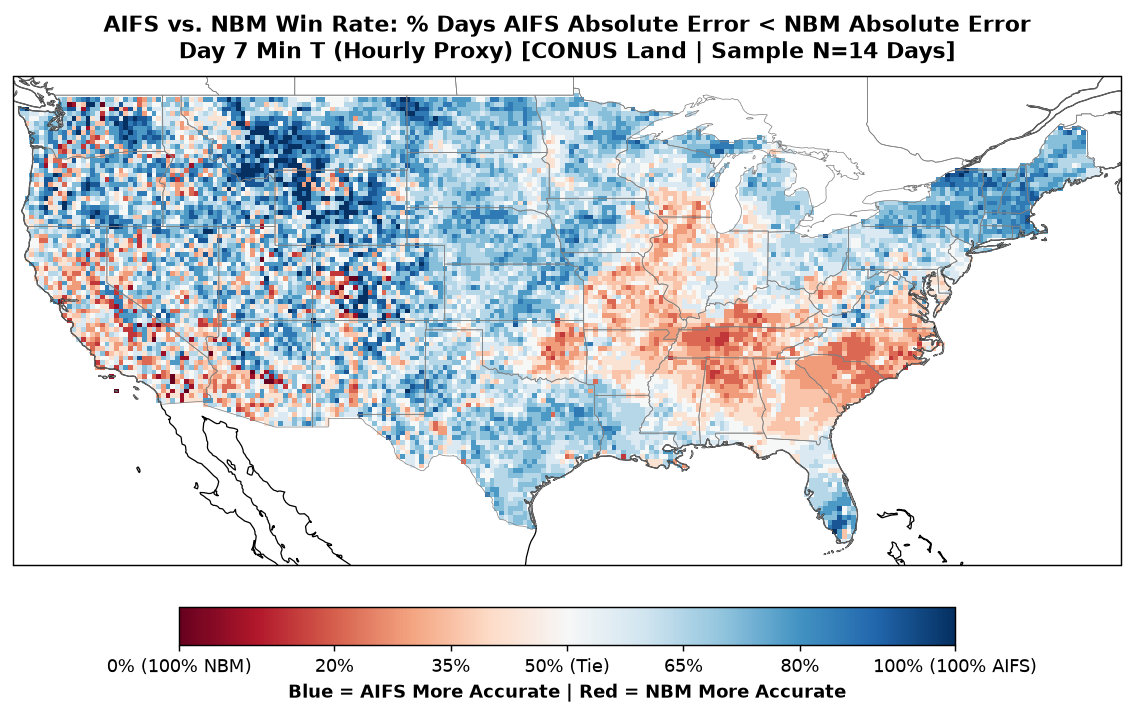 AIFS vs. NBM Win Rate: % Days AIFS Absolute Error < NBM Absolute Error
Day 7 Min T (Hourly Proxy) [CONUS Land | Sample N=14 Days]
0% (100% NBM) 20% 35% 50% (Tie) 65% 80% 100% (100% AIFS)
Blue = AIFS More Accurate | Red = NBM More Accurate